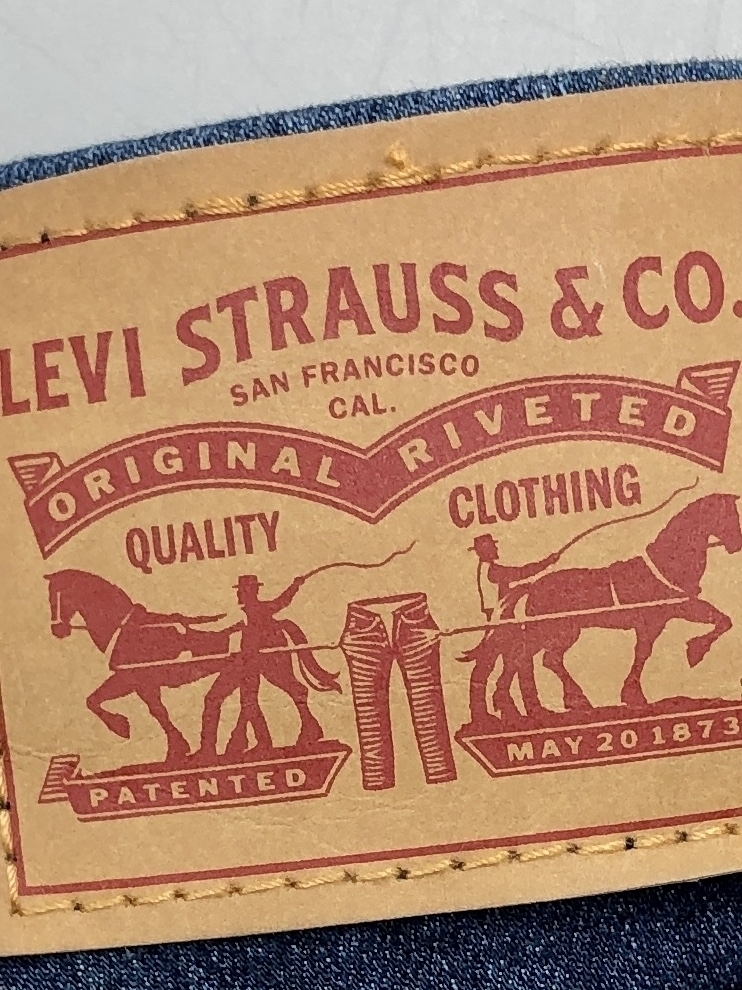 LEVI STRAUSS & CO.
SAN FRANCISCO
CAL.
ORIGINAL RIVETED
QUALITY CLOTHING
PATENTED MAY 20 1873